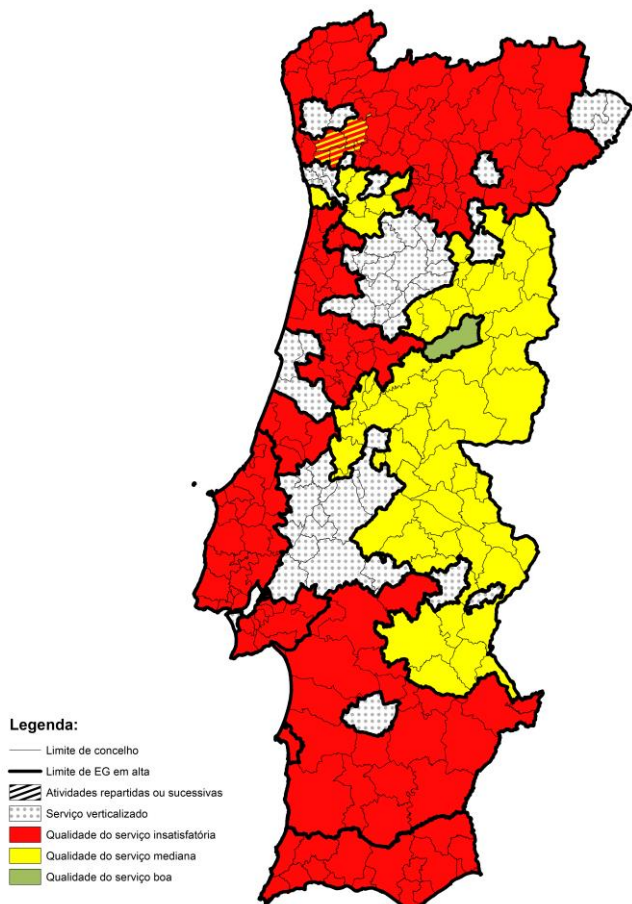 Legenda:
Limite de concelho
Limite de EG em alta
Atividades repartidas ou sucessivas
Serviço verticalizado
Qualidade do serviço insatisfatória
Qualidade do serviço mediana
Qualidade do serviço boa